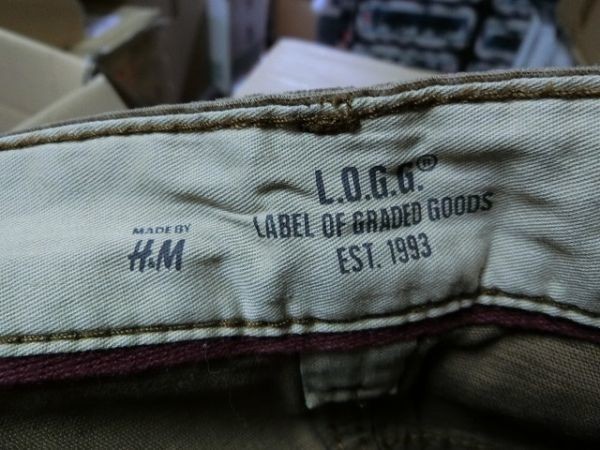 MADE BY
H&M
L.O.G.G.®
LABEL OF GRADED GOODS
EST. 1993